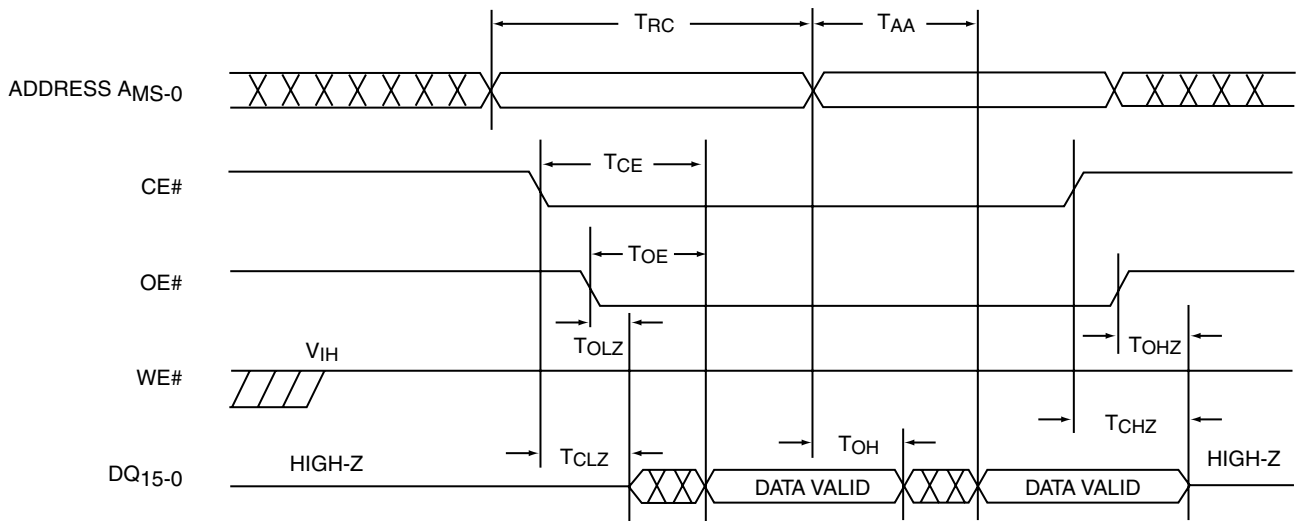 TRC
TAA
ADDRESS AMS-0
TCE
CE#
TOE
OE#
TOLZ
TOHZ
VIH
WE#
TCHZ
TOH
TCLZ
HIGH-Z
HIGH-Z
DQ15-0
DATA VALID
DATA VALID